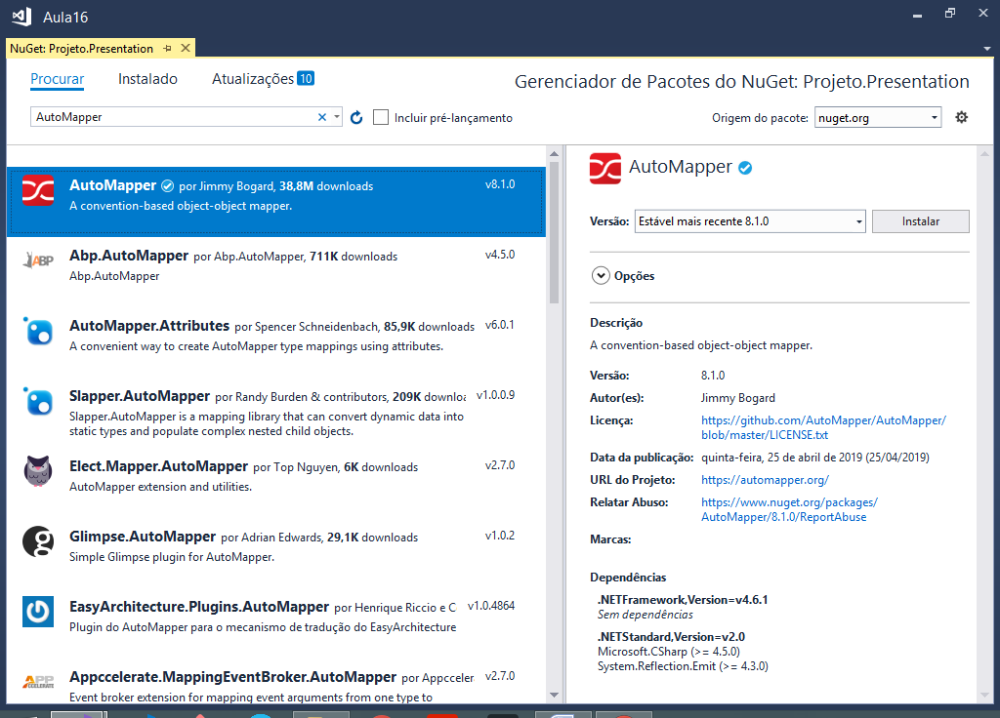 Aula16
NuGet: Projeto.Presentation
Procurar Instalado Atualizações 10
Gerenciador de Pacotes do NuGet: Projeto.Presentation
AutoMapper
Incluir pré-lançamento
Origem do pacote: nuget.org
AutoMapper por Jimmy Bogard, 38,8M downloads v8.1.0
A convention-based object-object mapper.
ABP
Abp.AutoMapper por Abp.AutoMapper, 711K downloads v4.5.0
Abp.AutoMapper
AutoMapper.Attributes por Spencer Schneidenbach, 85,9K downloads v6.0.1
A convenient way to create AutoMapper type mappings using attributes.
Slapper.AutoMapper por Randy Burden & contributors, 209K downloa v1.0.0.9
Slapper.AutoMapper is a mapping library that can convert dynamic data into
static types and populate complex nested child objects.
Elect.Mapper.AutoMapper por Top Nguyen, 6K downloads v2.7.0
AutoMapper extension and utilities.
Glimpse.AutoMapper por Adrian Edwards, 29,1K downloads v1.0.2
Simple Glimpse plugin for AutoMapper.
EasyArchitecture.Plugins.AutoMapper por Henrique Riccio e C v1.0.4864
Plugin do AutoMapper para o mecanismo de tradução do EasyArchitecture
APP
CCELERATE
Appccelerate.MappingEventBroker.AutoMapper por Appcceler v2.7.0
Event broker extension for mapping event arguments from one type to
AutoMapper
Versão: Estável mais recente 8.1.0 Instalar
Opções
Descrição
A convention-based object-object mapper.
Versão: 8.1.0
Autor(es): Jimmy Bogard
Licença: https://github.com/AutoMapper/AutoMapper/
blob/master/LICENSE.txt
Data da publicação: quinta-feira, 25 de abril de 2019 (25/04/2019)
URL do Projeto: https://automapper.org/
Relatar Abuso: https://www.nuget.org/packages/
AutoMapper/8.1.0/ReportAbuse
Marcas:
Dependências
.NETFramework,Version=v4.6.1
Sem dependências
.NETStandard,Version=v2.0
Microsoft.CSharp (>= 4.5.0)
System.Reflection.Emit (>= 4.3.0)